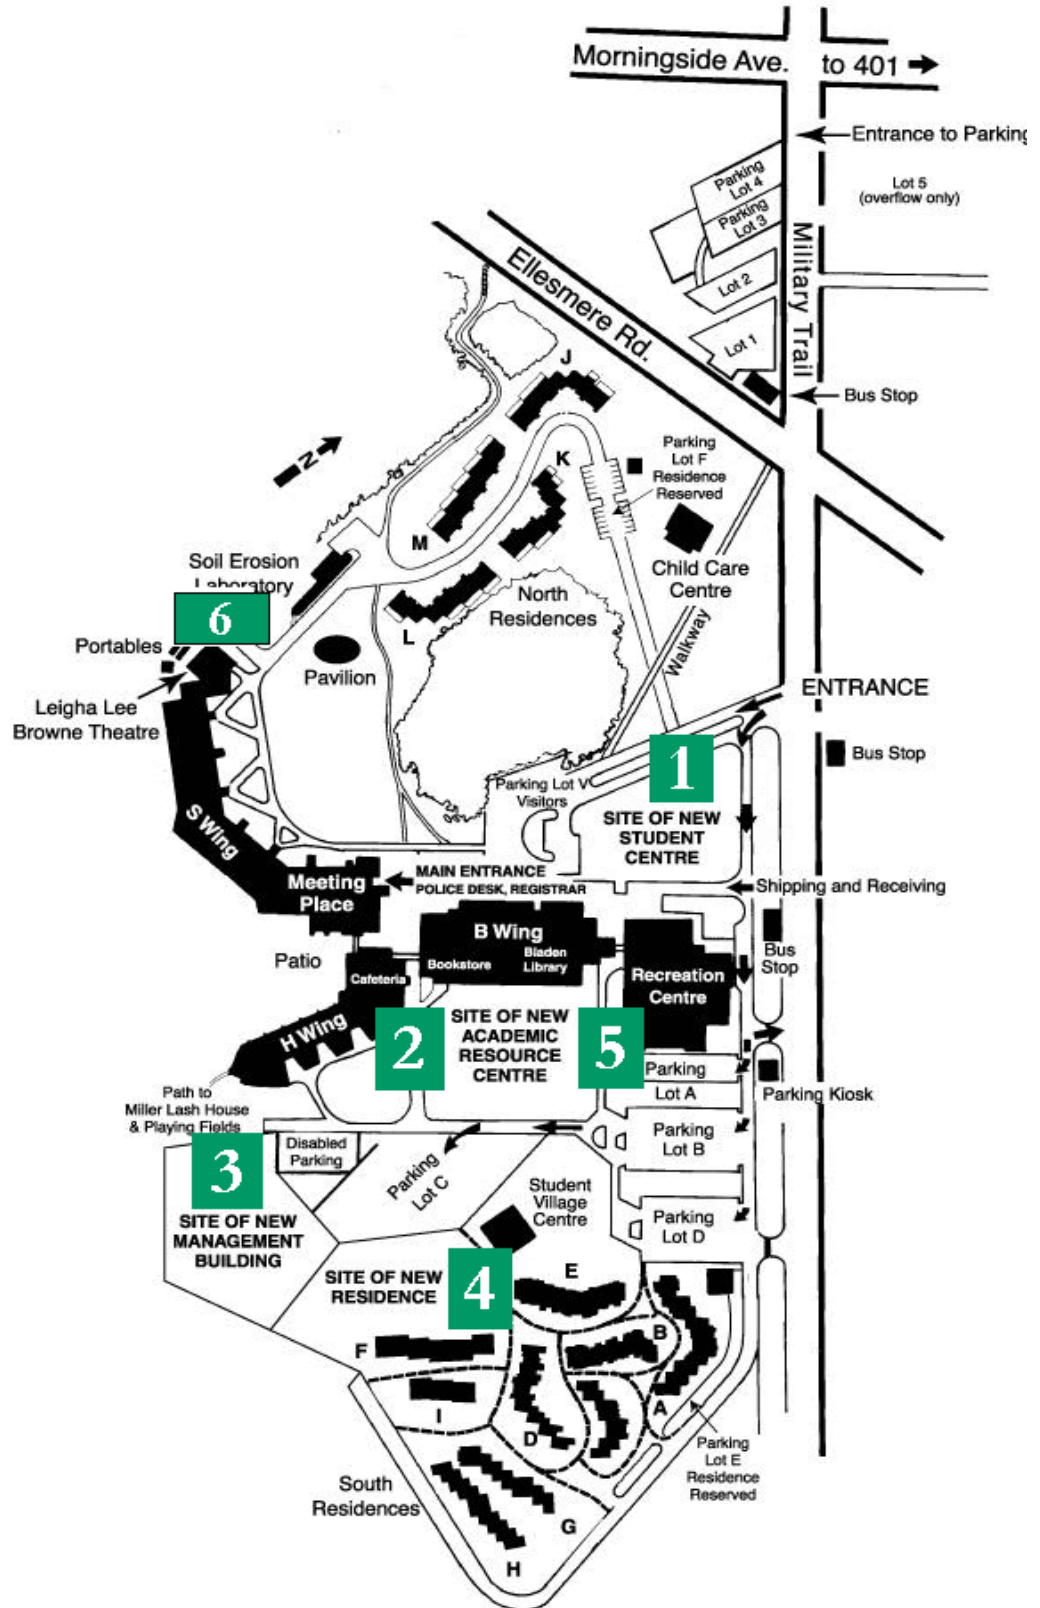 Morningside Ave. to 401
Entrance to Parking
Lot 5
(overflow only)
Parking
Lot 4
Parking
Lot 3
Lot 2
Lot 1
Military Trail
Ellesmere Rd.
Bus Stop
J
K
M
L
N
Parking
Lot F
Residence
Reserved
Child Care
Centre
North
Residences
Walkway
Soil Erosion
Laboratory
6
Portables
Leigha Lee
Browne Theatre
Pavilion
ENTRANCE
Bus Stop
1
Parking Lot V
Visitors
SITE OF NEW
STUDENT
CENTRE
S Wing
Meeting
Place
MAIN ENTRANCE
POLICE DESK, REGISTRAR
Shipping and Receiving
B Wing
Bookstore
Bladen
Library
Patio
Cafeteria
Recreation
Centre
Bus
Stop
H Wing
2
SITE OF NEW
ACADEMIC
RESOURCE
CENTRE
5
Parking
Lot A
Parking Kiosk
Path to
Miller Lash House
& Playing Fields
Disabled
Parking
Parking
Lot B
3
Parking
Lot C
Student
Village
Centre
Parking
Lot D
SITE OF NEW
MANAGEMENT
BUILDING
SITE OF NEW
RESIDENCE
4
E
F
B
I
A
D
Parking
Lot E
Residence
Reserved
South
Residences
G
H